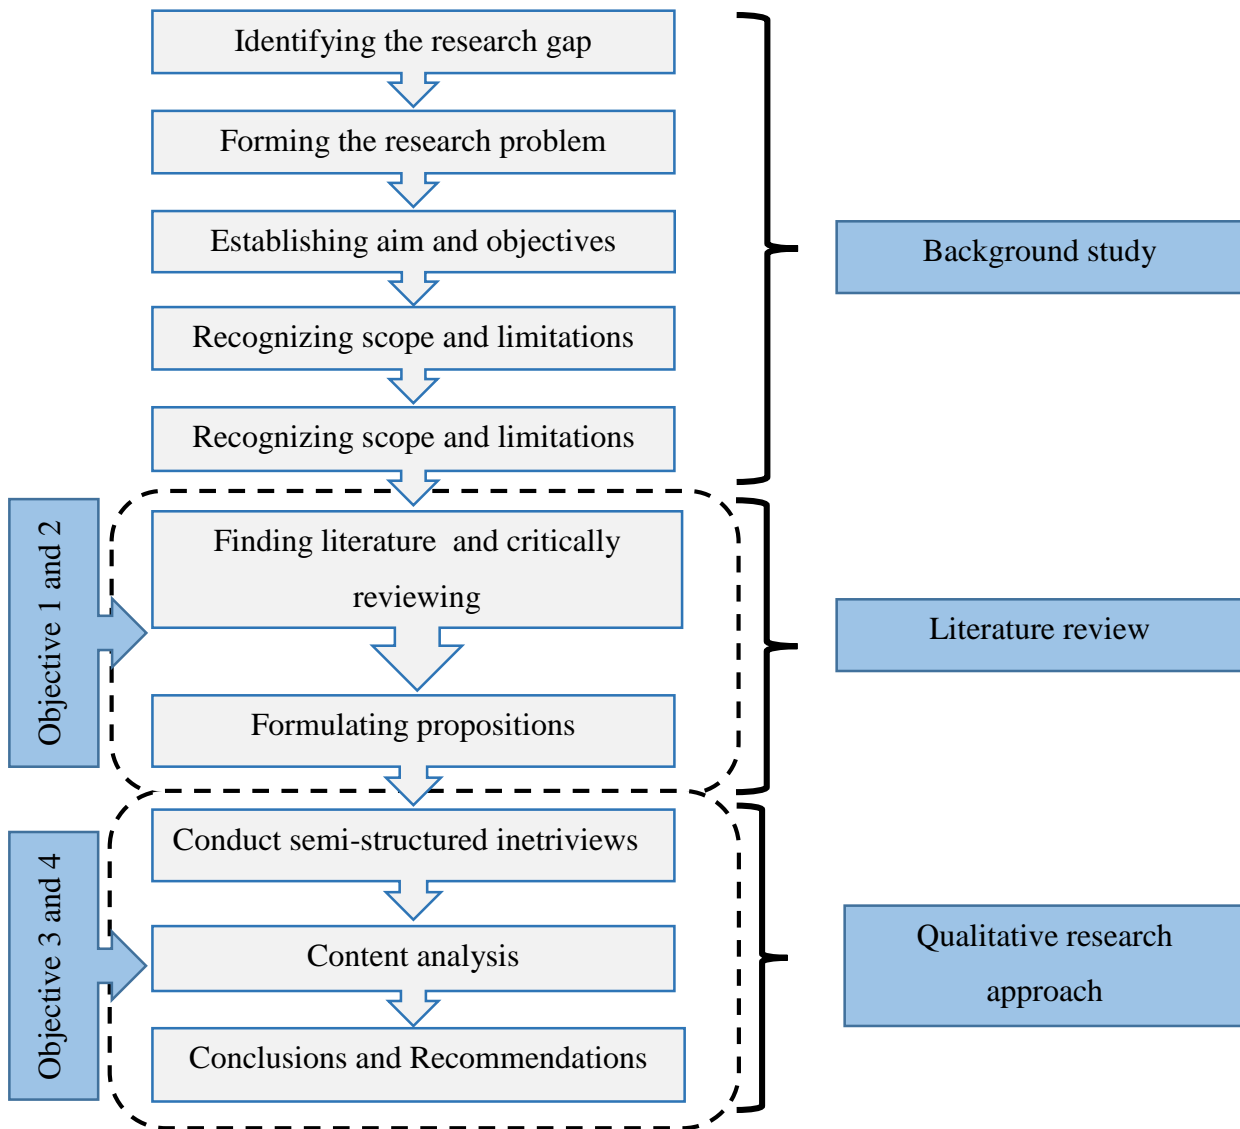 Identifying the research gap
Forming the research problem
Establishing aim and objectives
Recognizing scope and limitations
Recognizing scope and limitations
Background study
Objective 1 and 2
Finding literature and critically
reviewing
Formulating propositions
Literature review
Objective 3 and 4
Conduct semi-structured inetriviews
Content analysis
Conclusions and Recommendations
Qualitative research
approach